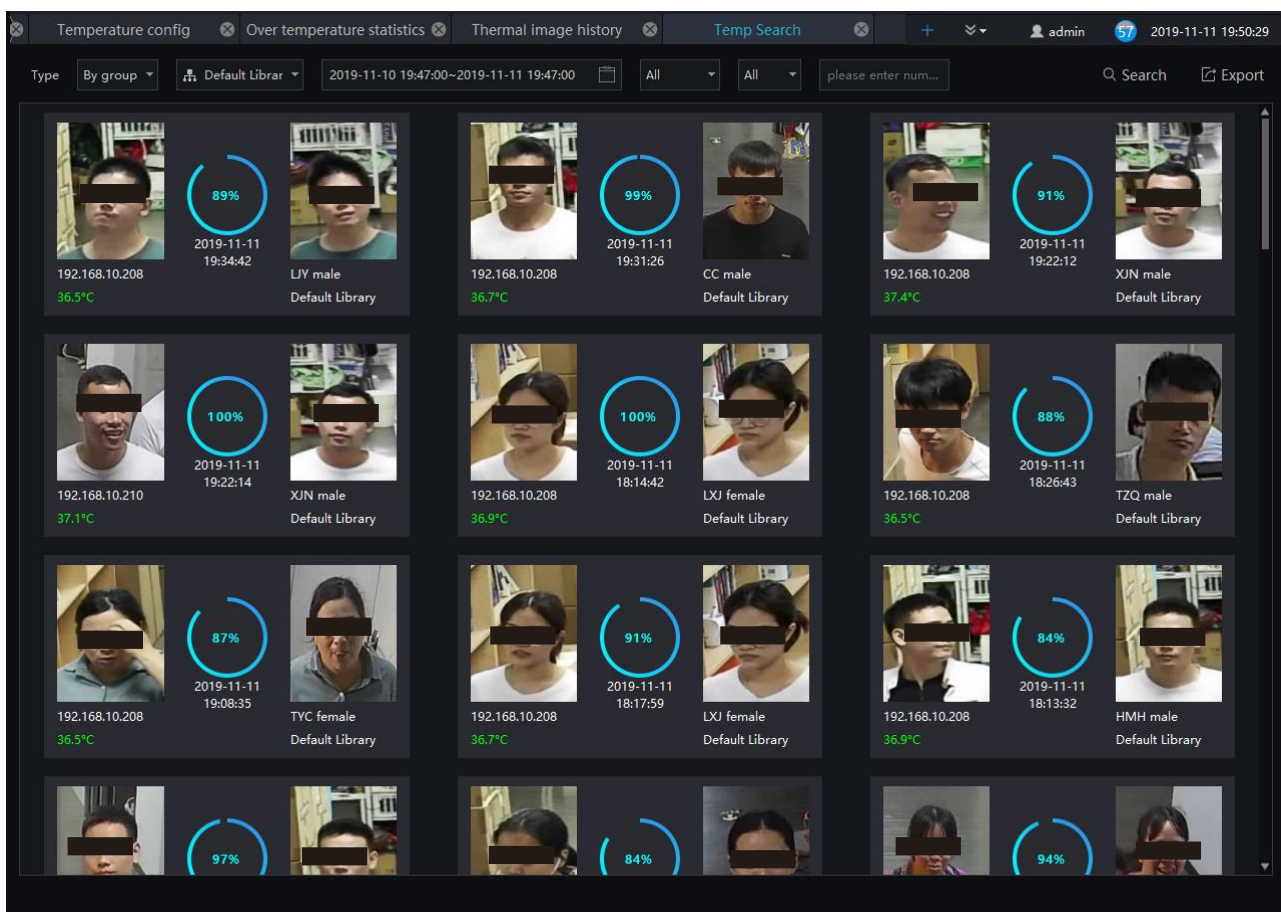 Temperature config
Over temperature statistics
Thermal image history
Temp Search
admin
57
2019-11-11 19:50:29
Type
By group
Default Librar
2019-11-10 19:47:00~2019-11-11 19:47:00
All
All
please enter num...
Search
Export
89%
2019-11-11
19:34:42
192.168.10.208
LJY male
36.5°C
Default Library
99%
2019-11-11
19:31:26
192.168.10.208
CC male
36.7°C
Default Library
91%
2019-11-11
19:22:12
192.168.10.208
XJN male
37.4°C
Default Library
100%
2019-11-11
19:22:14
192.168.10.210
XJN male
37.1°C
Default Library
100%
2019-11-11
18:14:42
192.168.10.208
LXJ female
36.9°C
Default Library
88%
2019-11-11
18:26:43
192.168.10.208
TZQ male
36.5°C
Default Library
87%
2019-11-11
19:08:35
192.168.10.208
TYC female
36.5°C
Default Library
91%
2019-11-11
18:17:59
192.168.10.208
LXJ female
36.7°C
Default Library
84%
2019-11-11
18:13:32
192.168.10.208
HMH male
36.9°C
Default Library
97%
84%
94%